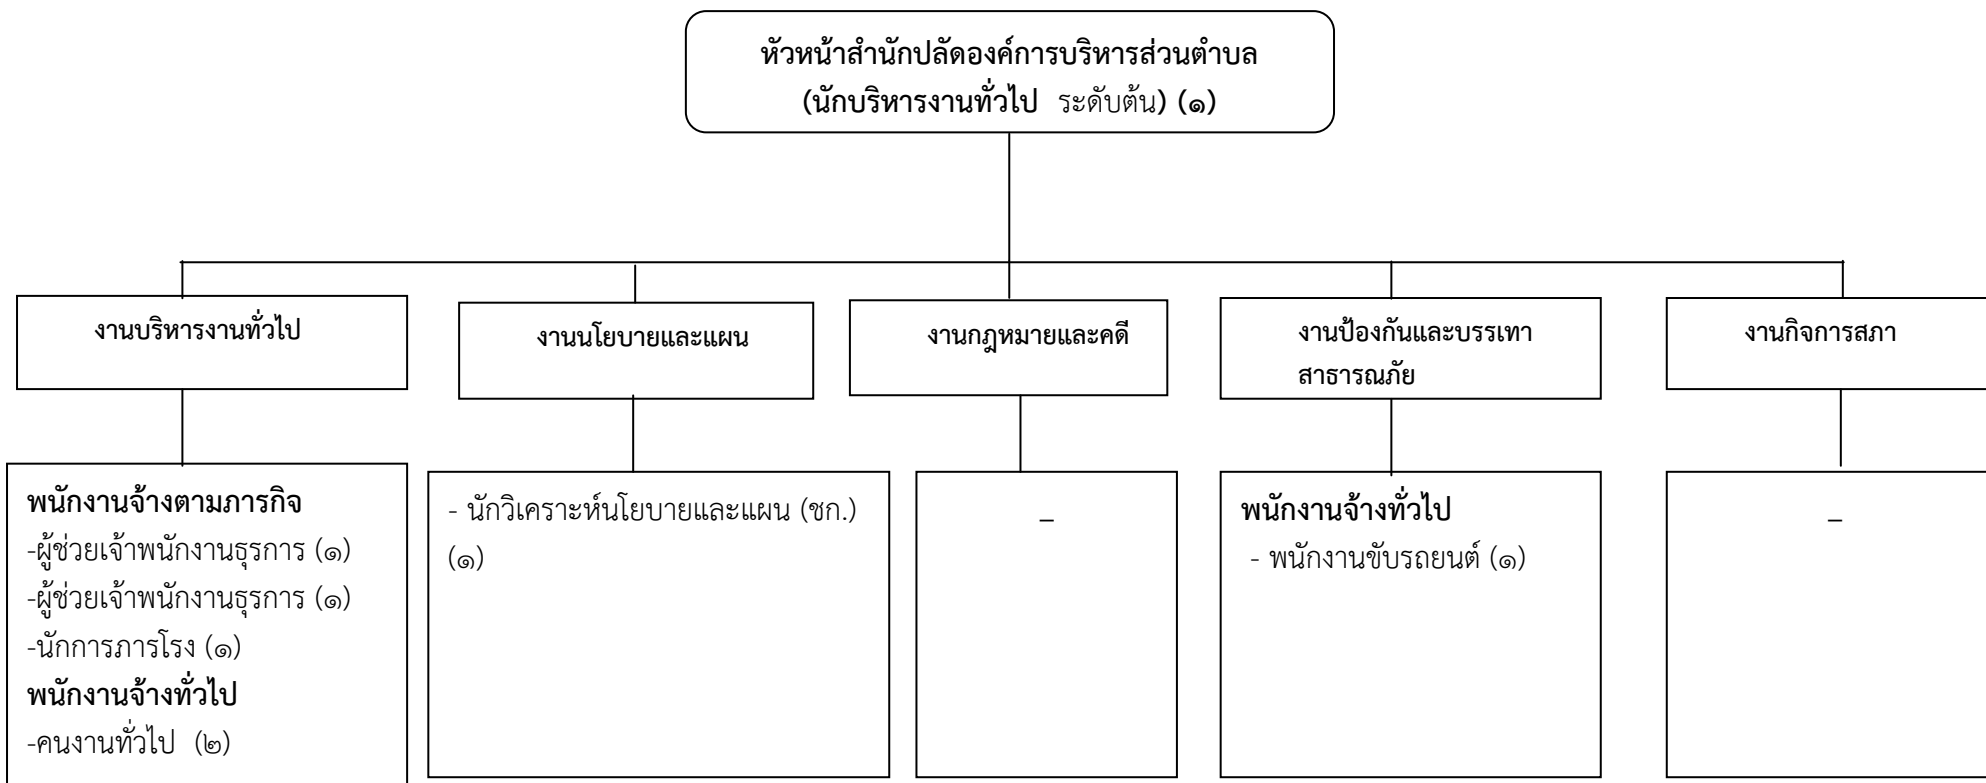 หัวหน้าสำนักปลัดองค์การบริหารส่วนตำบล
(นักบริหารงานทั่วไป ระดับต้น) (๑)
งานบริหารงานทั่วไป
งานนโยบายและแผน
งานกฎหมายและคดี
งานป้องกันและบรรเทา
สาธารณภัย
งานกิจการสภา
พนักงานจ้างตามภารกิจ
-ผู้ช่วยเจ้าพนักงานธุรการ (๑)
-ผู้ช่วยเจ้าพนักงานธุรการ (๑)
-นักการภารโรง (๑)
พนักงานจ้างทั่วไป
-คนงานทั่วไป (๒)
- นักวิเคราะห์นโยบายและแผน (ชก.)
(๑)
–
พนักงานจ้างทั่วไป
- พนักงานขับรถยนต์ (๑)
–